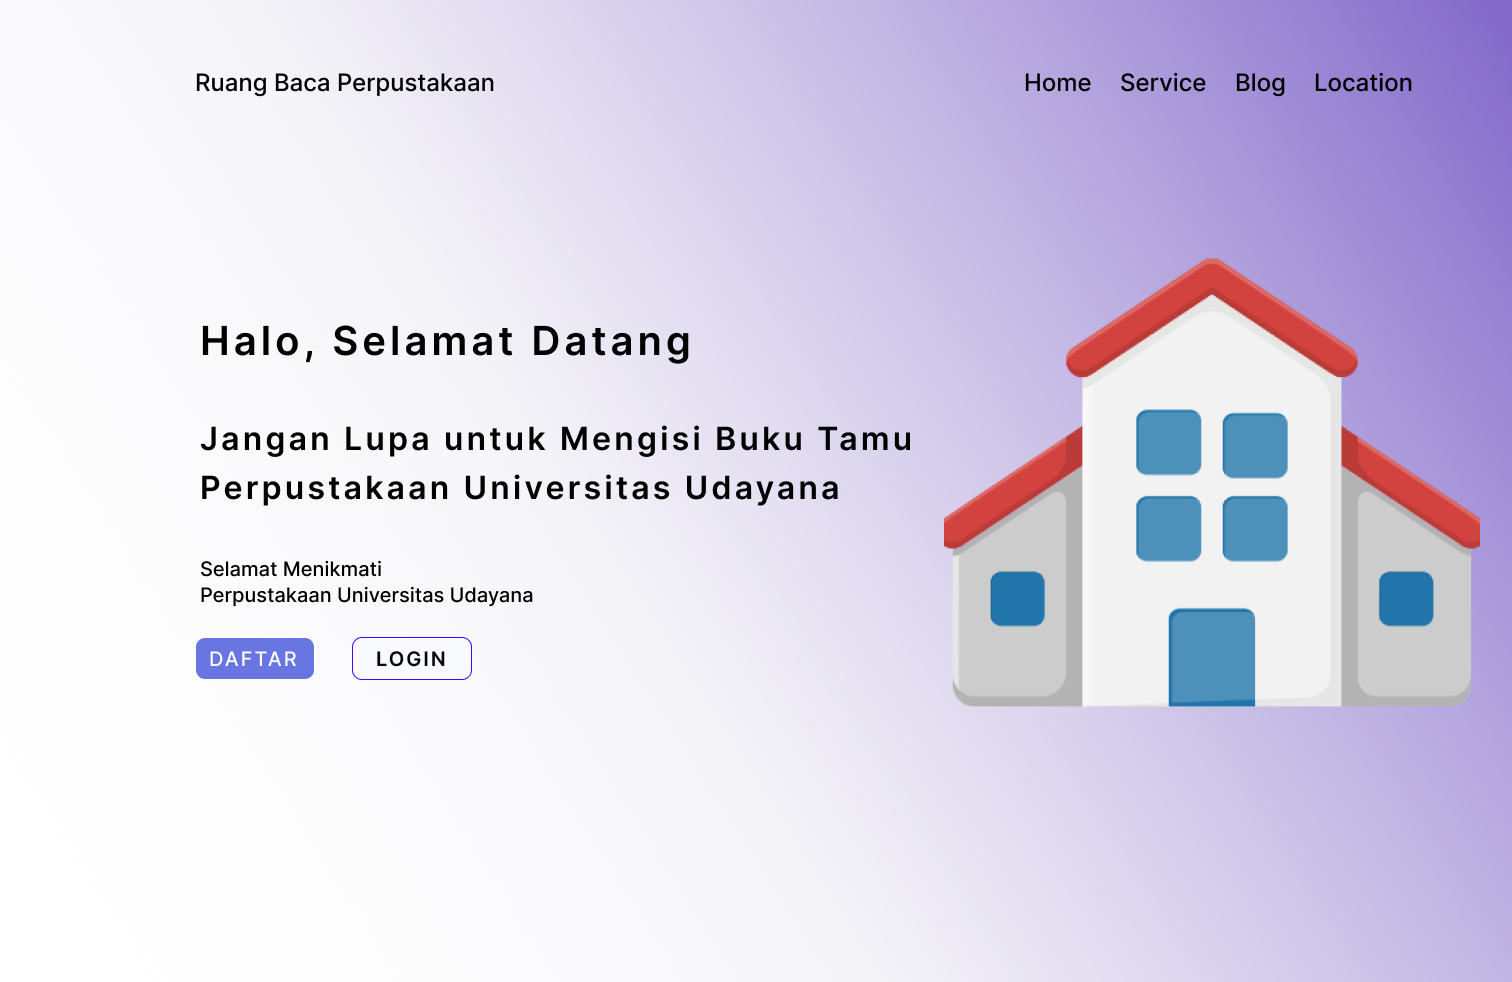 Ruang Baca Perpustakaan
Home Service Blog Location
Halo, Selamat Datang
Jangan Lupa untuk Mengisi Buku Tamu
Perpustakaan Universitas Udayana
Selamat Menikmati
Perpustakaan Universitas Udayana
DAFTAR LOGIN